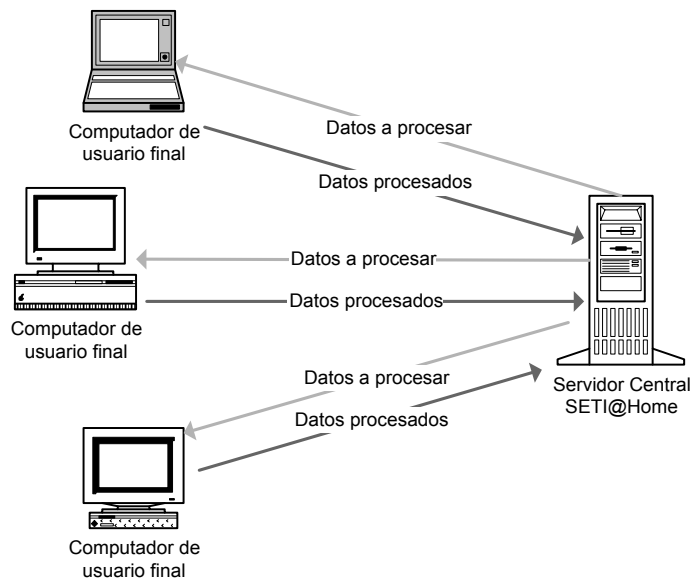 Computador de
usuario final
Datos a procesar
Datos procesados
Datos a procesar
Datos procesados
Computador de
usuario final
Datos a procesar
Datos procesados
Servidor Central
SETI@Home
Computador de
usuario final